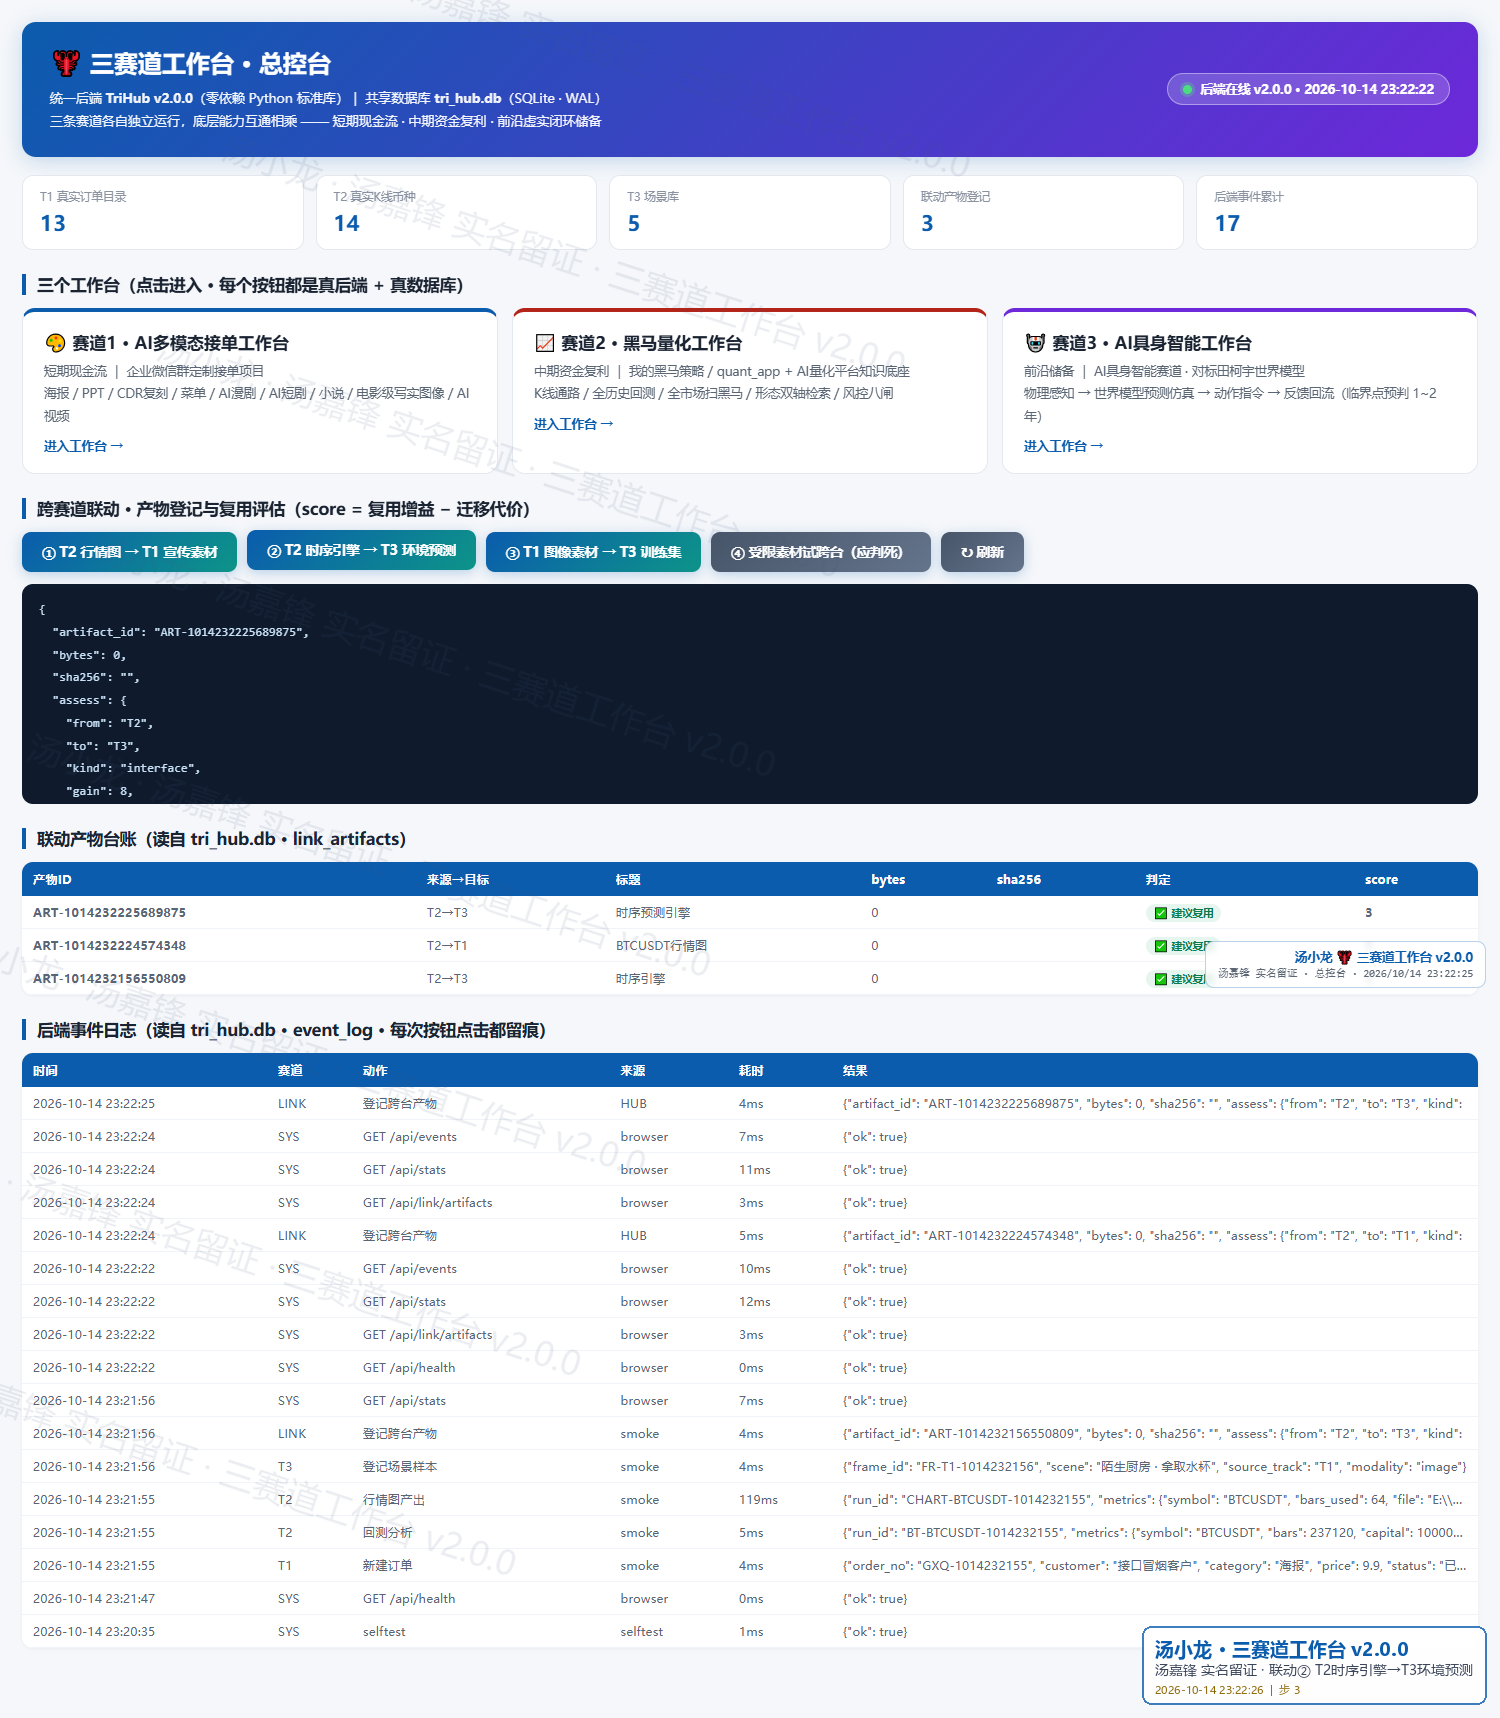 三赛道工作台 • 总控台
统一后端 TriHub v2.0.0（零依赖 Python 标准库） | 共享数据库 tri_hub.db（SQLite · WAL）
三条赛道各自独立运行，底层能力互通相乘 —— 短期现金流 · 中期资金复利 · 前沿虚实闭环储备
后端在线 v2.0.0 • 2026-10-14 23:22:22
T1 真实订单目录
13
T2 真实K线币种
14
T3 场景库
5
联动产物登记
3
后端事件累计
17
三个工作台（点击进入 • 每个按钮都是真后端 + 真数据库）
赛道1 • AI多模态接单工作台
短期现金流 | 企业微信群定制接单项目
海报 / PPT / CDR复刻 / 菜单 / AI漫剧 / AI短剧 / 小说 / 电影级写实图像 / AI
视频
进入工作台 →
赛道2 • 黑马量化工作台
中期资金复利 | 我的黑马策略 / quant_app + AI量化平台知识底座
K线通路 / 全历史回测 / 全市场扫黑马 / 形态双轴检索 / 风控八闸
进入工作台 →
赛道3 • AI具身智能工作台
前沿储备 | AI具身智能赛道 · 对标田柯宇世界模型
物理感知 → 世界模型预测仿真 → 动作指令 → 反馈回流（临界点预判 1~2
年）
进入工作台 →
跨赛道联动 • 产物登记与复用评估（score = 复用增益 − 迁移代价）
① T2 行情图 → T1 宣传素材
② T2 时序引擎 → T3 环境预测
③ T1 图像素材 → T3 训练集
④ 受限素材试跨台（应判死）
↻ 刷新
{
"artifact_id": "ART-1014232225689875",
"bytes": 0,
"sha256": "",
"assess": {
"from": "T2",
"to": "T3",
"kind": "interface",
"gain": 8,
联动产物台账（读自 tri_hub.db • link_artifacts）
产物ID 来源→目标 标题 bytes sha256 判定 score
ART-1014232225689875 T2→T3 时序预测引擎 0 ✅ 建议复用 3
ART-1014232224574348 T2→T1 BTCUSDT行情图 0 ✅ 建议复用
ART-1014232156550809 T2→T3 时序引擎 0 ✅ 建议复用
汤小龙 🦞 三赛道工作台 v2.0.0
汤嘉锋 实名留证 · 总控台 · 2026/10/14 23:22:25
后端事件日志（读自 tri_hub.db • event_log • 每次按钮点击都留痕）
时间 赛道 动作 来源 耗时 结果
2026-10-14 23:22:25 LINK 登记跨台产物 HUB 4ms {"artifact_id": "ART-1014232225689875", "bytes": 0, "sha256": "", "assess": {"from": "T2", "to": "T3", "kind":
2026-10-14 23:22:24 SYS GET /api/events browser 7ms {"ok": true}
2026-10-14 23:22:24 SYS GET /api/stats browser 11ms {"ok": true}
2026-10-14 23:22:24 SYS GET /api/link/artifacts browser 3ms {"ok": true}
2026-10-14 23:22:24 LINK 登记跨台产物 HUB 5ms {"artifact_id": "ART-1014232224574348", "bytes": 0, "sha256": "", "assess": {"from": "T2", "to": "T1", "kind":
2026-10-14 23:22:22 SYS GET /api/events browser 10ms {"ok": true}
2026-10-14 23:22:22 SYS GET /api/stats browser 12ms {"ok": true}
2026-10-14 23:22:22 SYS GET /api/link/artifacts browser 3ms {"ok": true}
2026-10-14 23:22:22 SYS GET /api/health browser 0ms {"ok": true}
2026-10-14 23:21:56 SYS GET /api/stats browser 7ms {"ok": true}
2026-10-14 23:21:56 LINK 登记跨台产物 smoke 4ms {"artifact_id": "ART-1014232156550809", "bytes": 0, "sha256": "", "assess": {"from": "T2", "to": "T3", "kind":
2026-10-14 23:21:56 T3 登记场景样本 smoke 4ms {"frame_id": "FR-T1-1014232156", "scene": "陌生厨房 · 拿取水杯", "source_track": "T1", "modality": "image"}
2026-10-14 23:21:55 T2 行情图产出 smoke 119ms {"run_id": "CHART-BTCUSDT-1014232155", "metrics": {"symbol": "BTCUSDT", "bars_used": 64, "file": "E:\\...
2026-10-14 23:21:55 T2 回测分析 smoke 5ms {"run_id": "BT-BTCUSDT-1014232155", "metrics": {"symbol": "BTCUSDT", "bars": 237120, "capital": 10000...
2026-10-14 23:21:55 T1 新建订单 smoke 4ms {"order_no": "GXQ-1014232155", "customer": "接口冒烟客户", "category": "海报", "price": 9.9, "status": "已...
2026-10-14 23:21:47 SYS GET /api/health browser 0ms {"ok": true}
2026-10-14 23:20:35 SYS selftest selftest 1ms {"ok": true}
汤小龙 • 三赛道工作台 v2.0.0
汤嘉锋 实名留证 · 联动② T2时序引擎→T3环境预测
2026-10-14 23:22:26 | 步 3